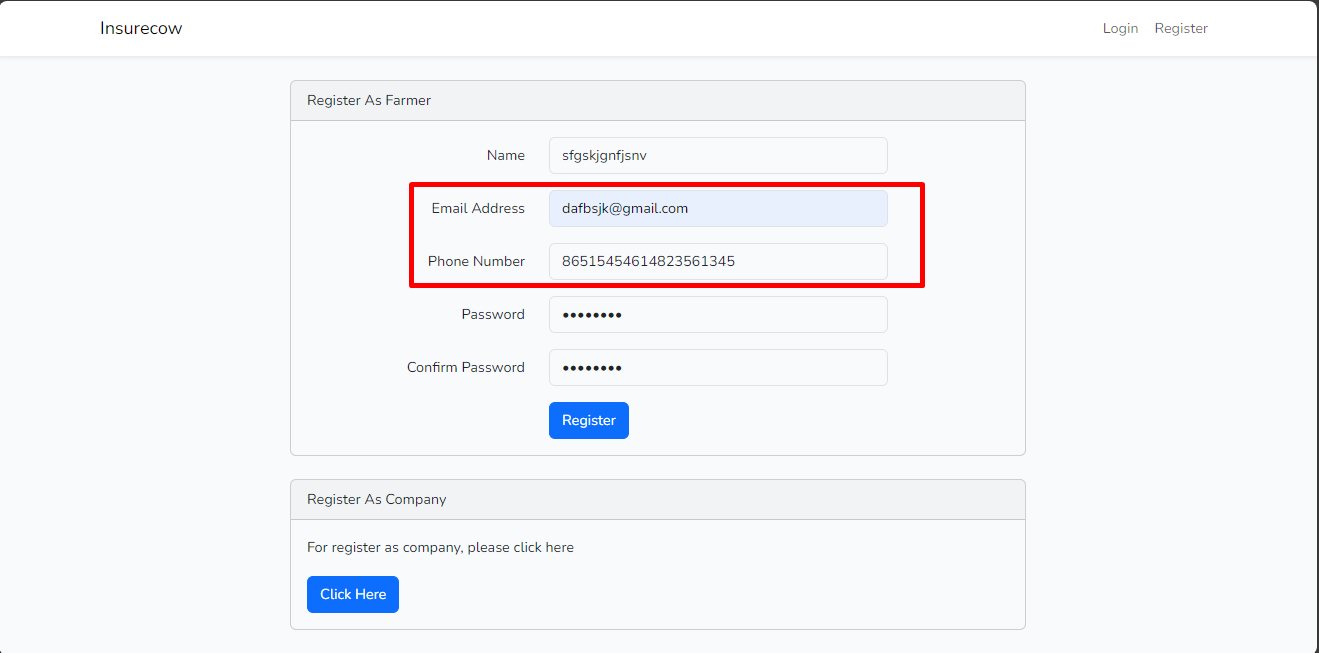 Insurecow Login Register
Register As Farmer
Name sfgskjgnfjsnv
Email Address dafbsjk@gmail.com
Phone Number 86515454614823561345
Password ••••••••
Confirm Password ••••••••
Register
Register As Company
For register as company, please click here
Click Here